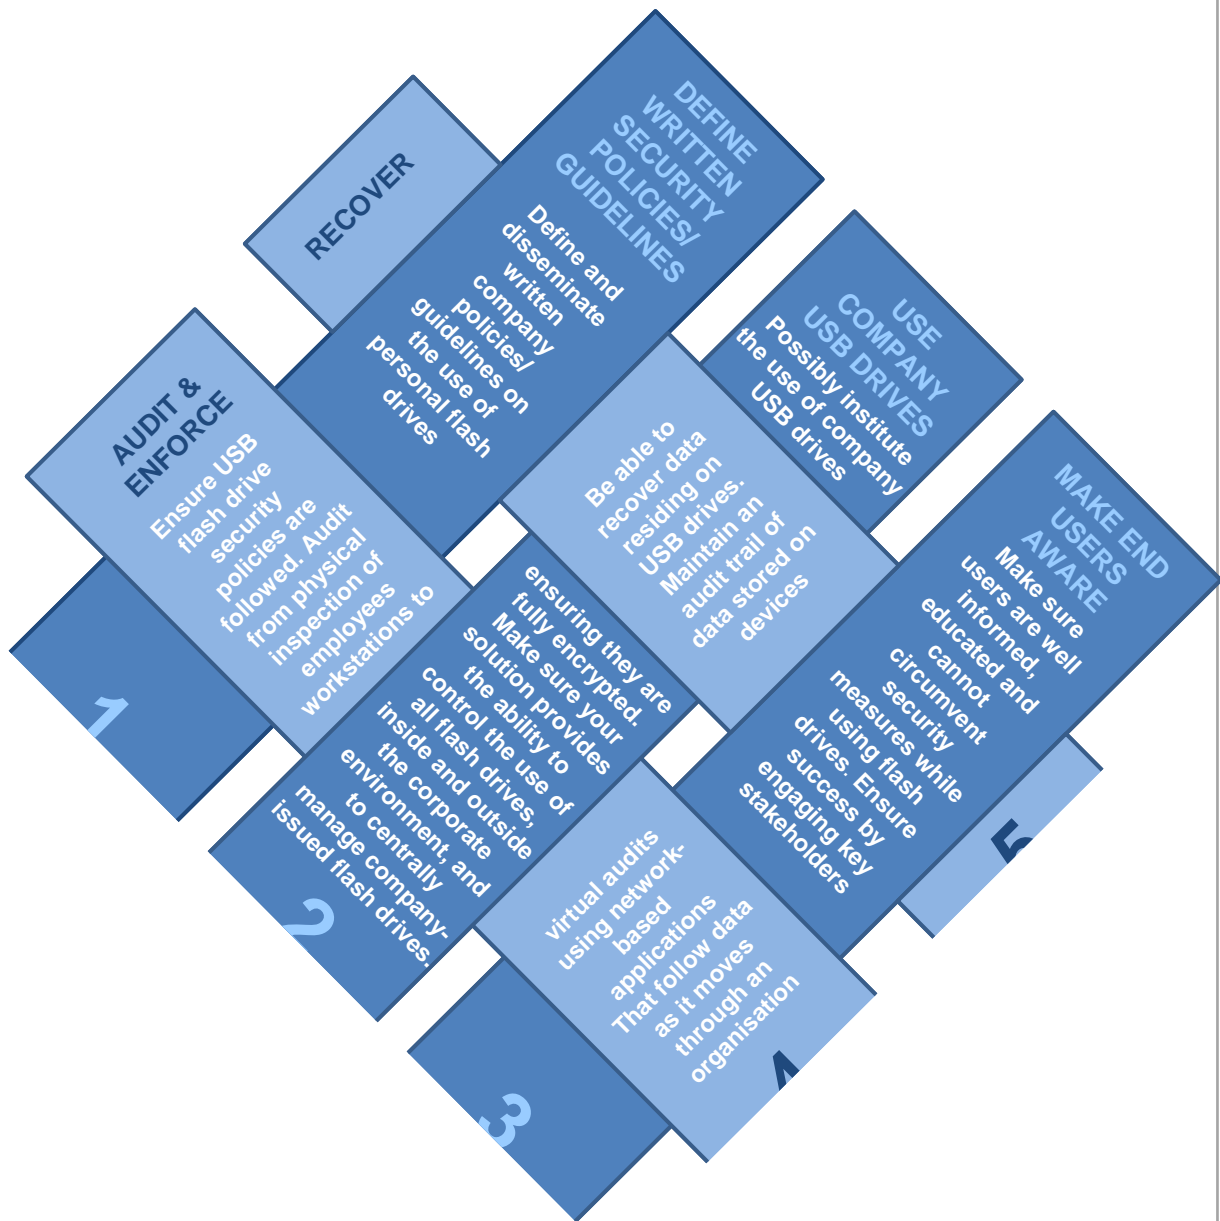 DEFINE
WRITTEN
SECURITY
POLICIES/
GUIDELINES
Define and
disseminate
written
company
policies/
guidelines on
the use of
personal flash
drives
1
USE
COMPANY
USB DRIVES
Possibly institute
the use of company
USB drives
ensuring they are
fully encrypted.
Make sure your
solution provides
the ability to
control the use of
all flash drives,
inside and outside
the corporate
environment, and
to centrally
manage company-
issued flash drives.
2
MAKE END
USERS
AWARE
Make sure
users are well
informed,
educated and
cannot
circumvent
security
measures while
using flash
drives. Ensure
success by
engaging key
stakeholders
3
AUDIT &
ENFORCE
Ensure USB
flash drive
security
policies are
followed. Audit
from physical
inspection of
employees
workstations to
virtual audits
using network-
based
applications
That follow data
as it moves
through an
organisation
4
RECOVER
Be able to
recover data
residing on
USB drives.
Maintain an
audit trail of
data stored on
devices
5